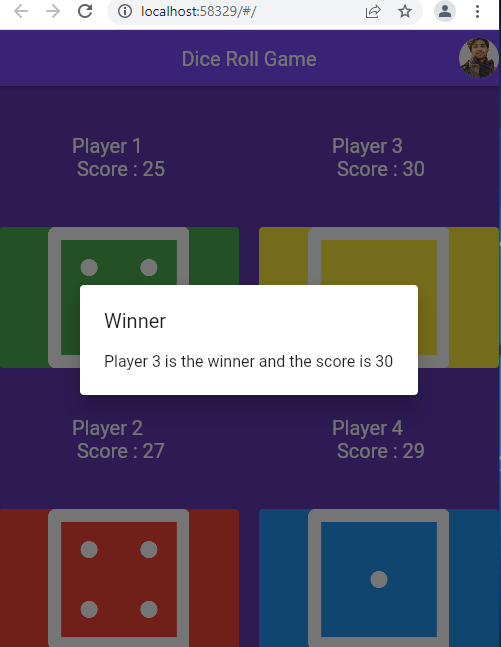 localhost:58329/#/
Dice Roll Game
Player 1
Score : 25
Player 3
Score : 30
Winner
Player 3 is the winner and the score is 30
Player 2
Score : 27
Player 4
Score : 29